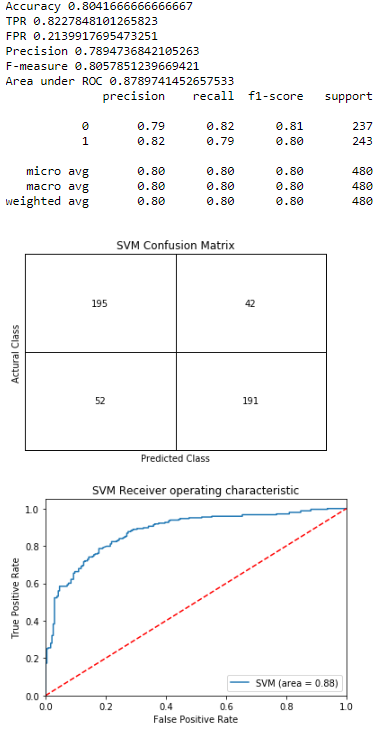 Accuracy 0.8041666666666667
TPR 0.8227848101265823
FPR 0.2139917695473251
Precision 0.7894736842105263
F-measure 0.8057851239669421
Area under ROC 0.8789741452657533
precision recall f1-score support
0 0.79 0.82 0.81 237
1 0.82 0.79 0.80 243
micro avg 0.80 0.80 0.80 480
macro avg 0.80 0.80 0.80 480
weighted avg 0.80 0.80 0.80 480
SVM Confusion Matrix
Actural Class
195 42
52 191
Predicted Class
SVM Receiver operating characteristic
True Positive Rate
1.0
0.8
0.6
0.4
0.2
0.0
SVM (area = 0.88)
0.0 0.2 0.4 0.6 0.8 1.0
False Positive Rate